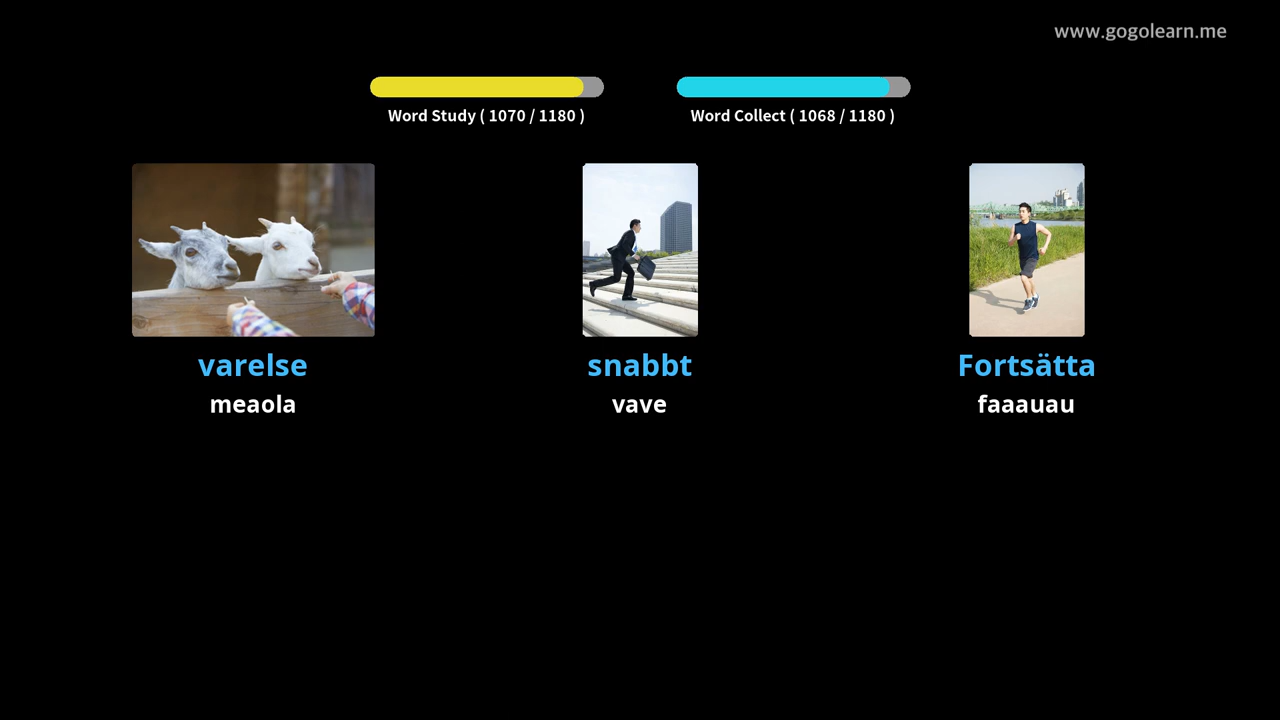 www.gogolearn.me
Word Study ( 1070 / 1180 )
Word Collect ( 1068 / 1180 )
varelse
meaola
snabbt
vave
Fortsätta
faaauau